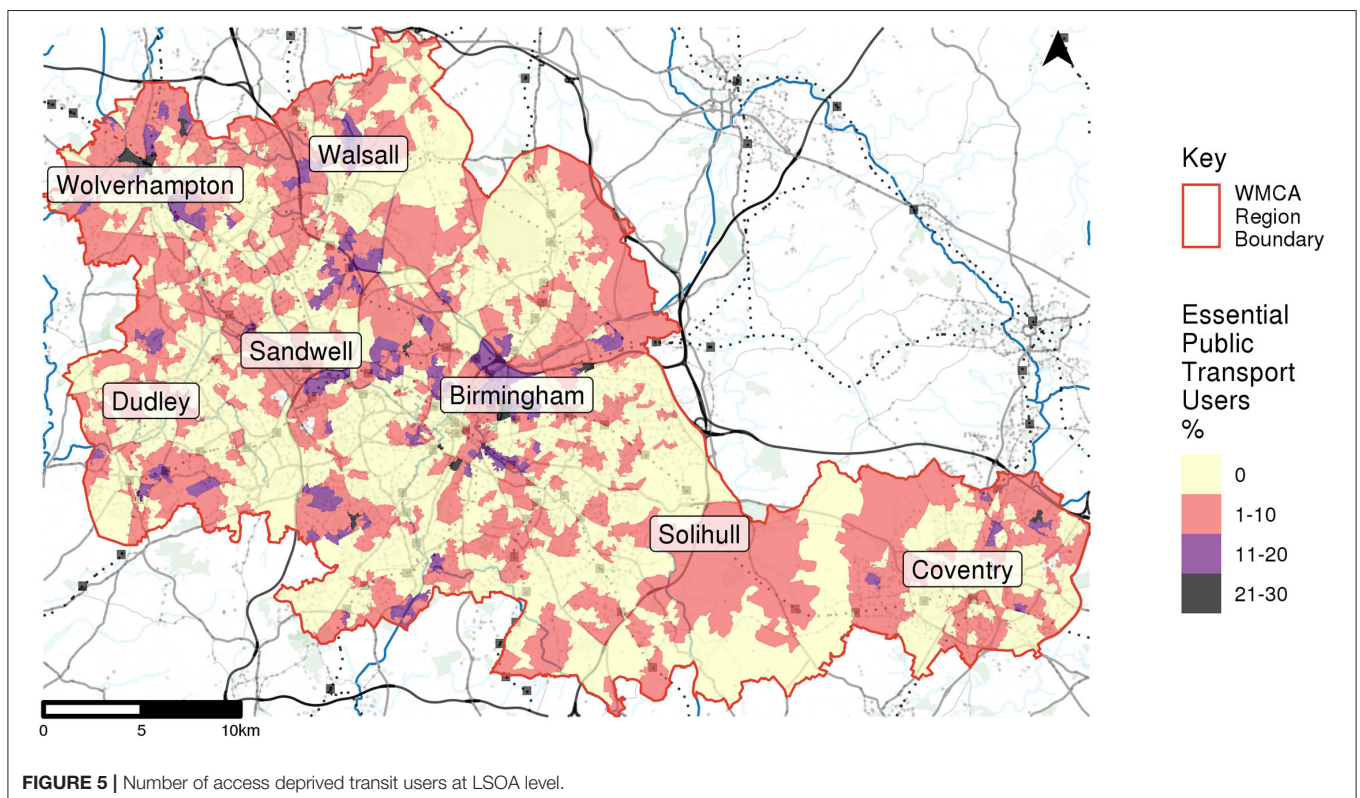 Walsall
Wolverhampton
Sandwell
Dudley
Birmingham
Solihull
Coventry
0
5
10km
Key
WMCA
Region
Boundary
Essential
Public
Transport
Users
%
0
1-10
11-20
21-30
FIGURE 5 | Number of access deprived transit users at LSOA level.